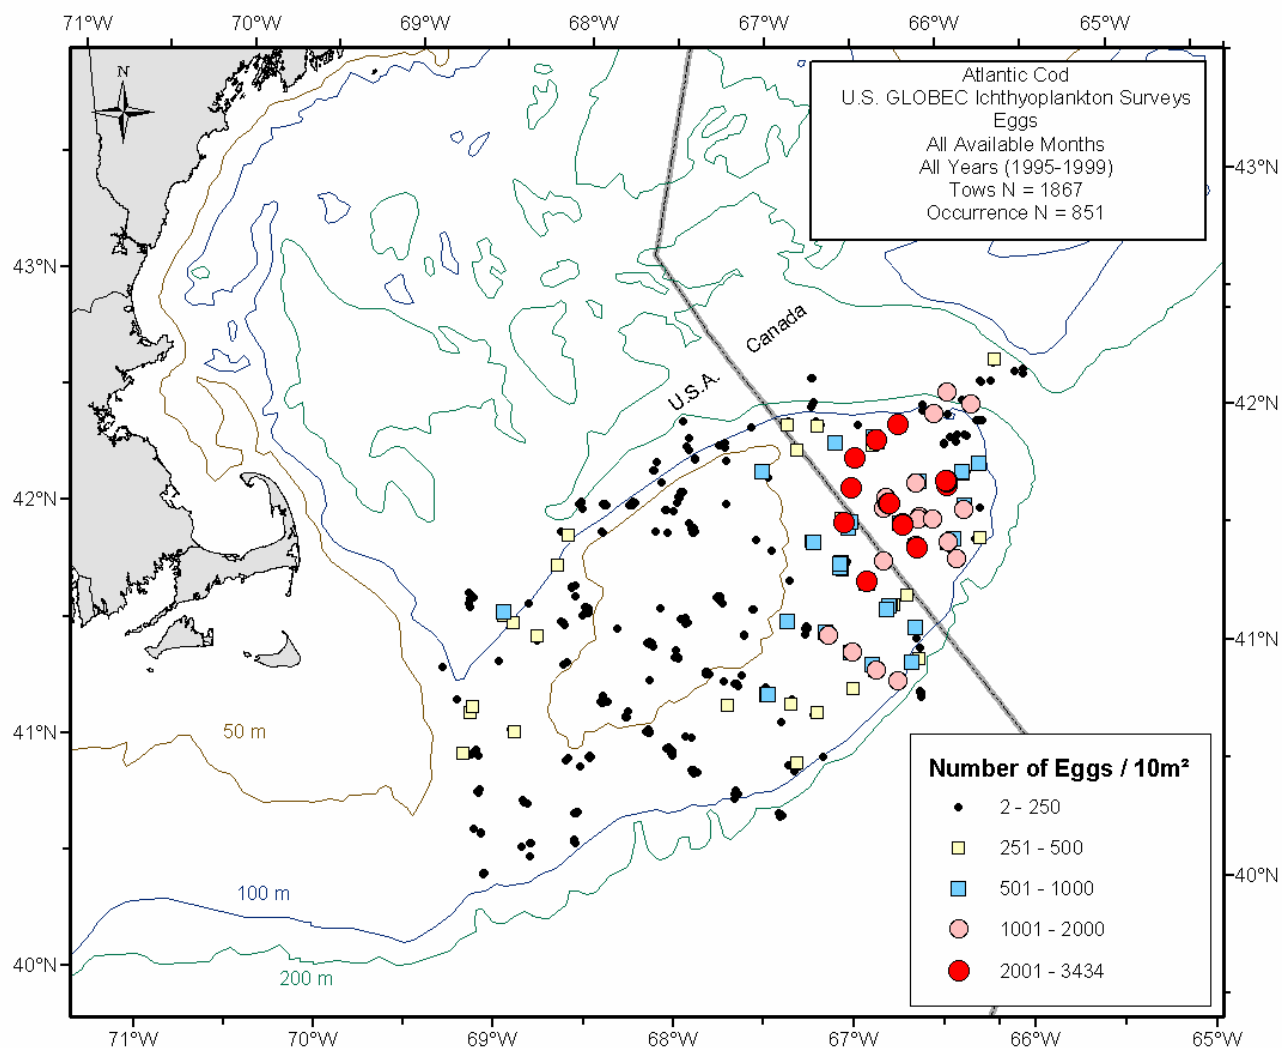 71°W 70°W 69°W 68°W 67°W 66°W 65°W
N
Atlantic Cod
U.S. GLOBEC Ichthyoplankton Surveys
Eggs
All Available Months
All Years (1995-1999)
Tows N = 1867
Occurrence N = 851
43°N
43°N
Canada
U.S.A.
42°N
42°N
41°N
41°N
50 m
Number of Eggs / 10m²
2 - 250
251 - 500
501 - 1000
1001 - 2000
2001 - 3434
40°N
100 m
40°N
200 m
71°W 70°W 69°W 68°W 67°W 66°W 65°W